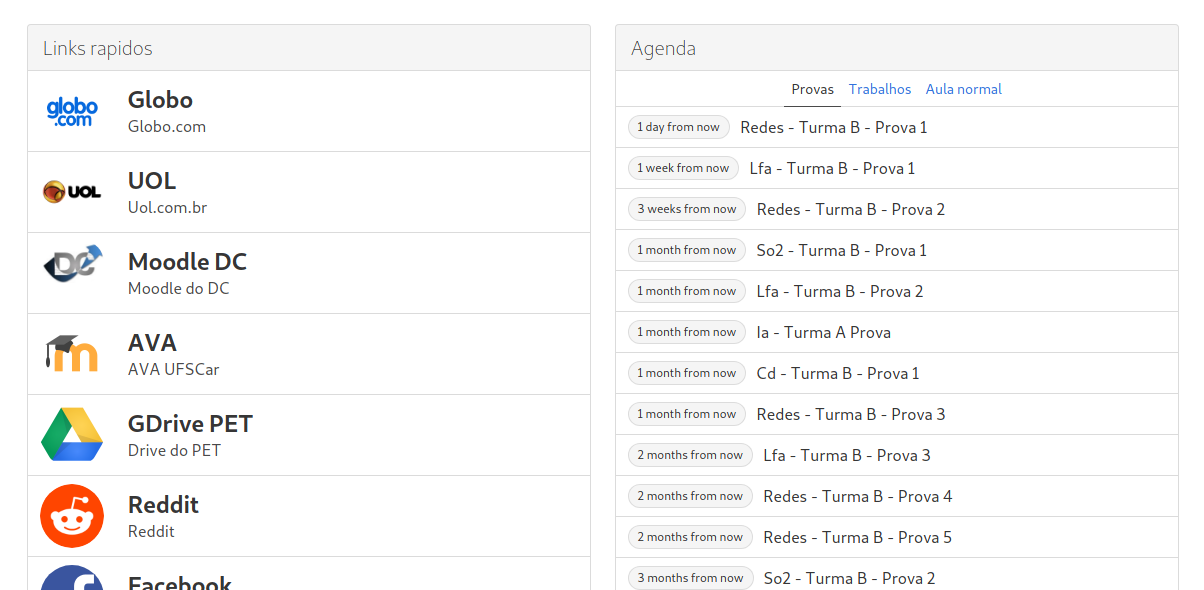 Links rapidos
globo
.com
Globo
Globo.com
UOL
UOL
Uol.com.br
DC
Moodle DC
Moodle do DC
m
AVA
AVA UFSCar
GDrive PET
Drive do PET
Reddit
Reddit
f
Facebook
Agenda
Provas Trabalhos Aula normal
1 day from now Redes - Turma B - Prova 1
1 week from now Lfa - Turma B - Prova 1
3 weeks from now Redes - Turma B - Prova 2
1 month from now So2 - Turma B - Prova 1
1 month from now Lfa - Turma B - Prova 2
1 month from now Ia - Turma A Prova
1 month from now Cd - Turma B - Prova 1
1 month from now Redes - Turma B - Prova 3
2 months from now Lfa - Turma B - Prova 3
2 months from now Redes - Turma B - Prova 4
2 months from now Redes - Turma B - Prova 5
3 months from now So2 - Turma B - Prova 2